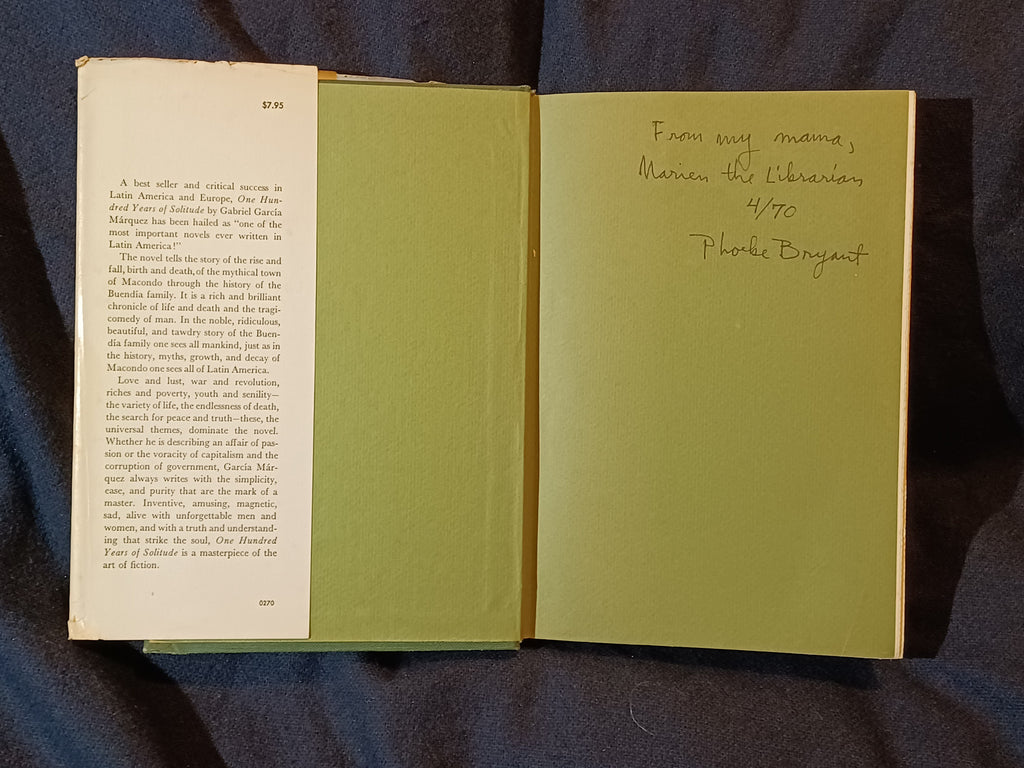 $7.95
A best seller and critical success in
Latin America and Europe, One Hun-
dred Years of Solitude by Gabriel García
Márquez has been hailed as "one of the
most important novels ever written in
Latin America!"
The novel tells the story of the rise and
fall, birth and death, of the mythical town
of Macondo through the history of the
Buendía family. It is a rich and brilliant
chronicle of life and death and the tragi-
comedy of man. In the noble, ridiculous,
beautiful, and tawdry story of the Buen-
día family one sees all mankind, just as in
the history, myths, growth, and decay of
Macondo one sees all of Latin America.
Love and lust, war and revolution,
riches and poverty, youth and senility—
the variety of life, the endlessness of death,
the search for peace and truth—these, the
universal themes, dominate the novel.
Whether he is describing an affair of pas-
sion or the voracity of capitalism and the
corruption of government, García Már-
quez always writes with the simplicity,
ease, and purity that are the mark of a
master. Inventive, amusing, magnetic,
sad, alive with unforgettable men and
women, and with a truth and understand-
ing that strike the soul, One Hundred
Years of Solitude is a masterpiece of the
art of fiction.
0270
From my mama,
Marien the Librarian
4/70
Phoebe Bryant